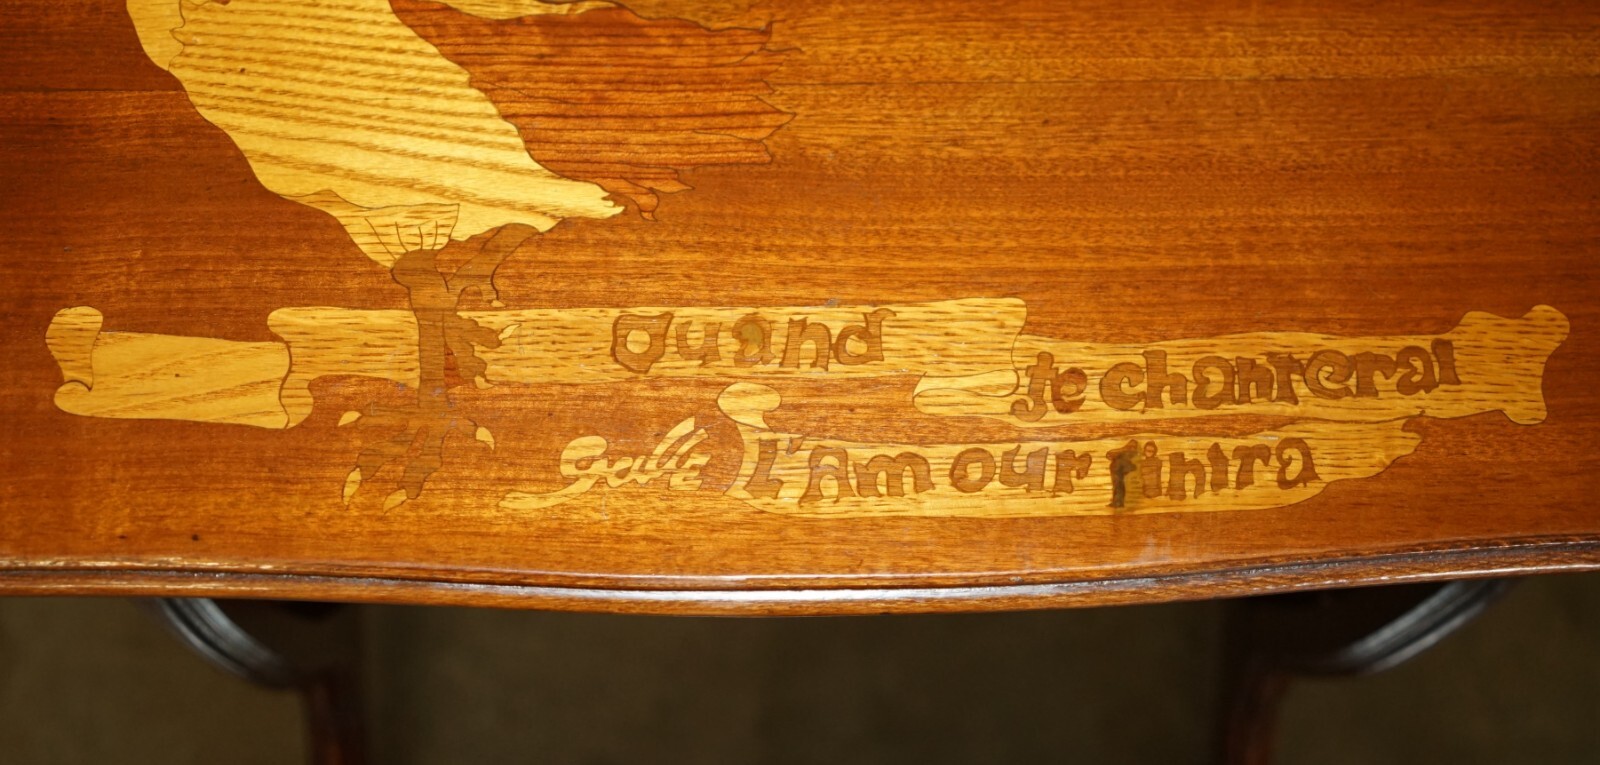 Quand
je chanterai
L'Amour finira
Gallé